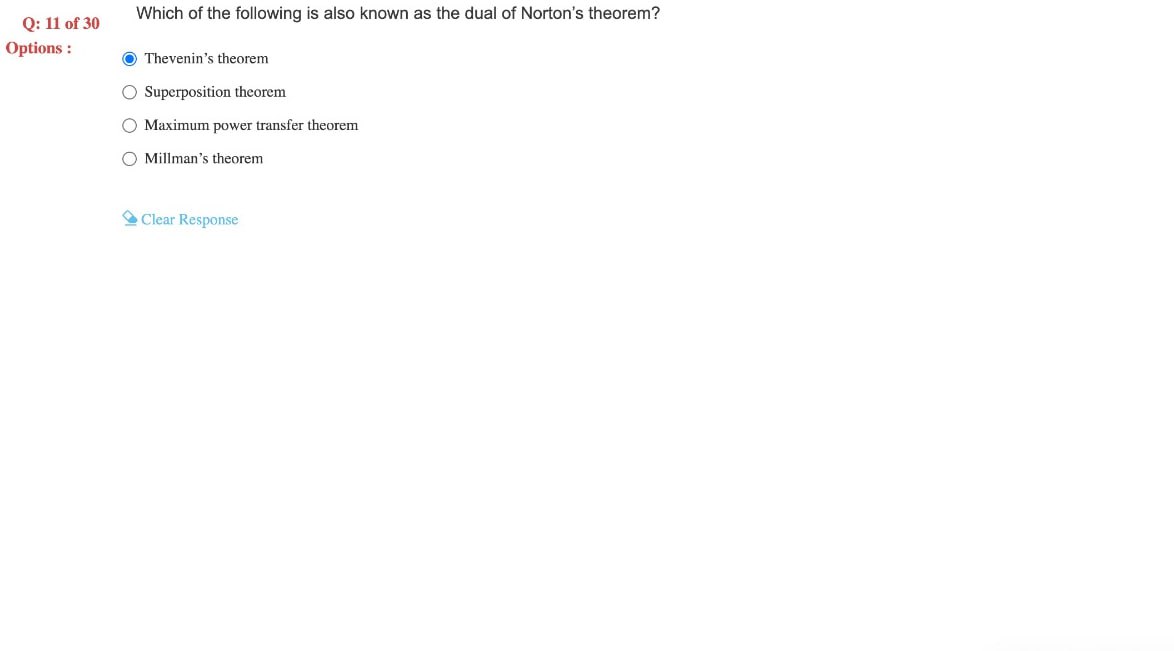 Q: 11 of 30
Which of the following is also known as the dual of Norton's theorem?
Options :
Thevenin's theorem
Superposition theorem
Maximum power transfer theorem
Millman's theorem
Clear Response